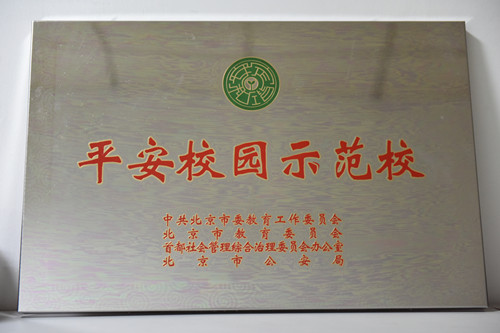 平安校园示范校
中共北京市委教育工作委员会
北京市教育委员会
首都社会管理综合治理委员会办公室
北京市公安局